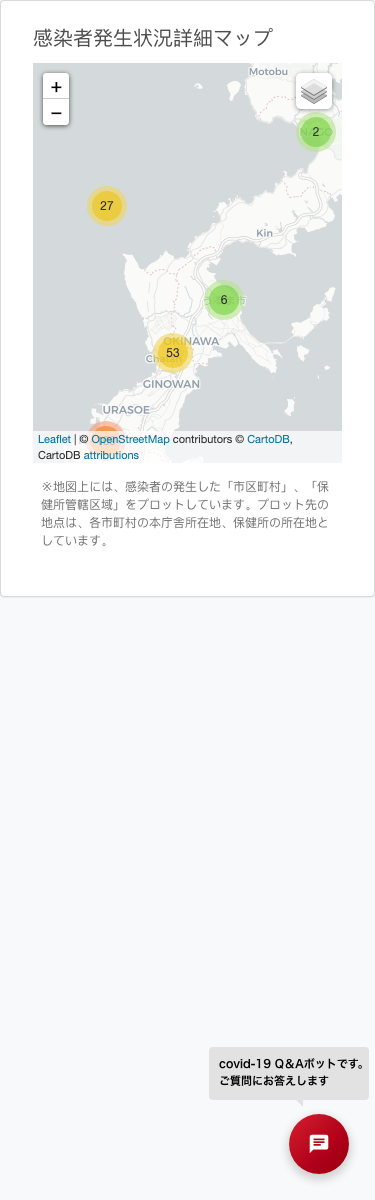 感染者発生状況詳細マップ
+
−
Motobu
2
27
Kin
6
OKINAWA
53
GINOWAN
URASOE
Leaflet | © OpenStreetMap contributors © CartoDB,
CartoDB attributions
※地図上には、感染者の発生した「市区町村」、「保
健所管轄区域」をプロットしています。プロット先の
地点は、各市町村の本庁舎所在地、保健所の所在地と
しています。
covid-19 Q&Aボットです。
ご質問にお答えします